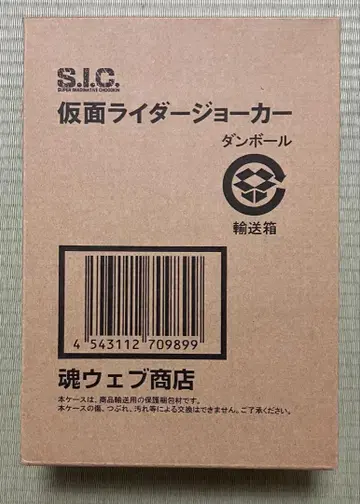 S.I.C.
SUPER IMAGINATIVE CHOGOKIN
仮面ライダージョーカー
ダンボール
輸送箱
4 543112 709899
魂ウェブ商店
本ケースは、商品輸送用の保護梱包材です。
本ケースの傷、つぶれ、汚れ等による交換はできません。ご了承ください。